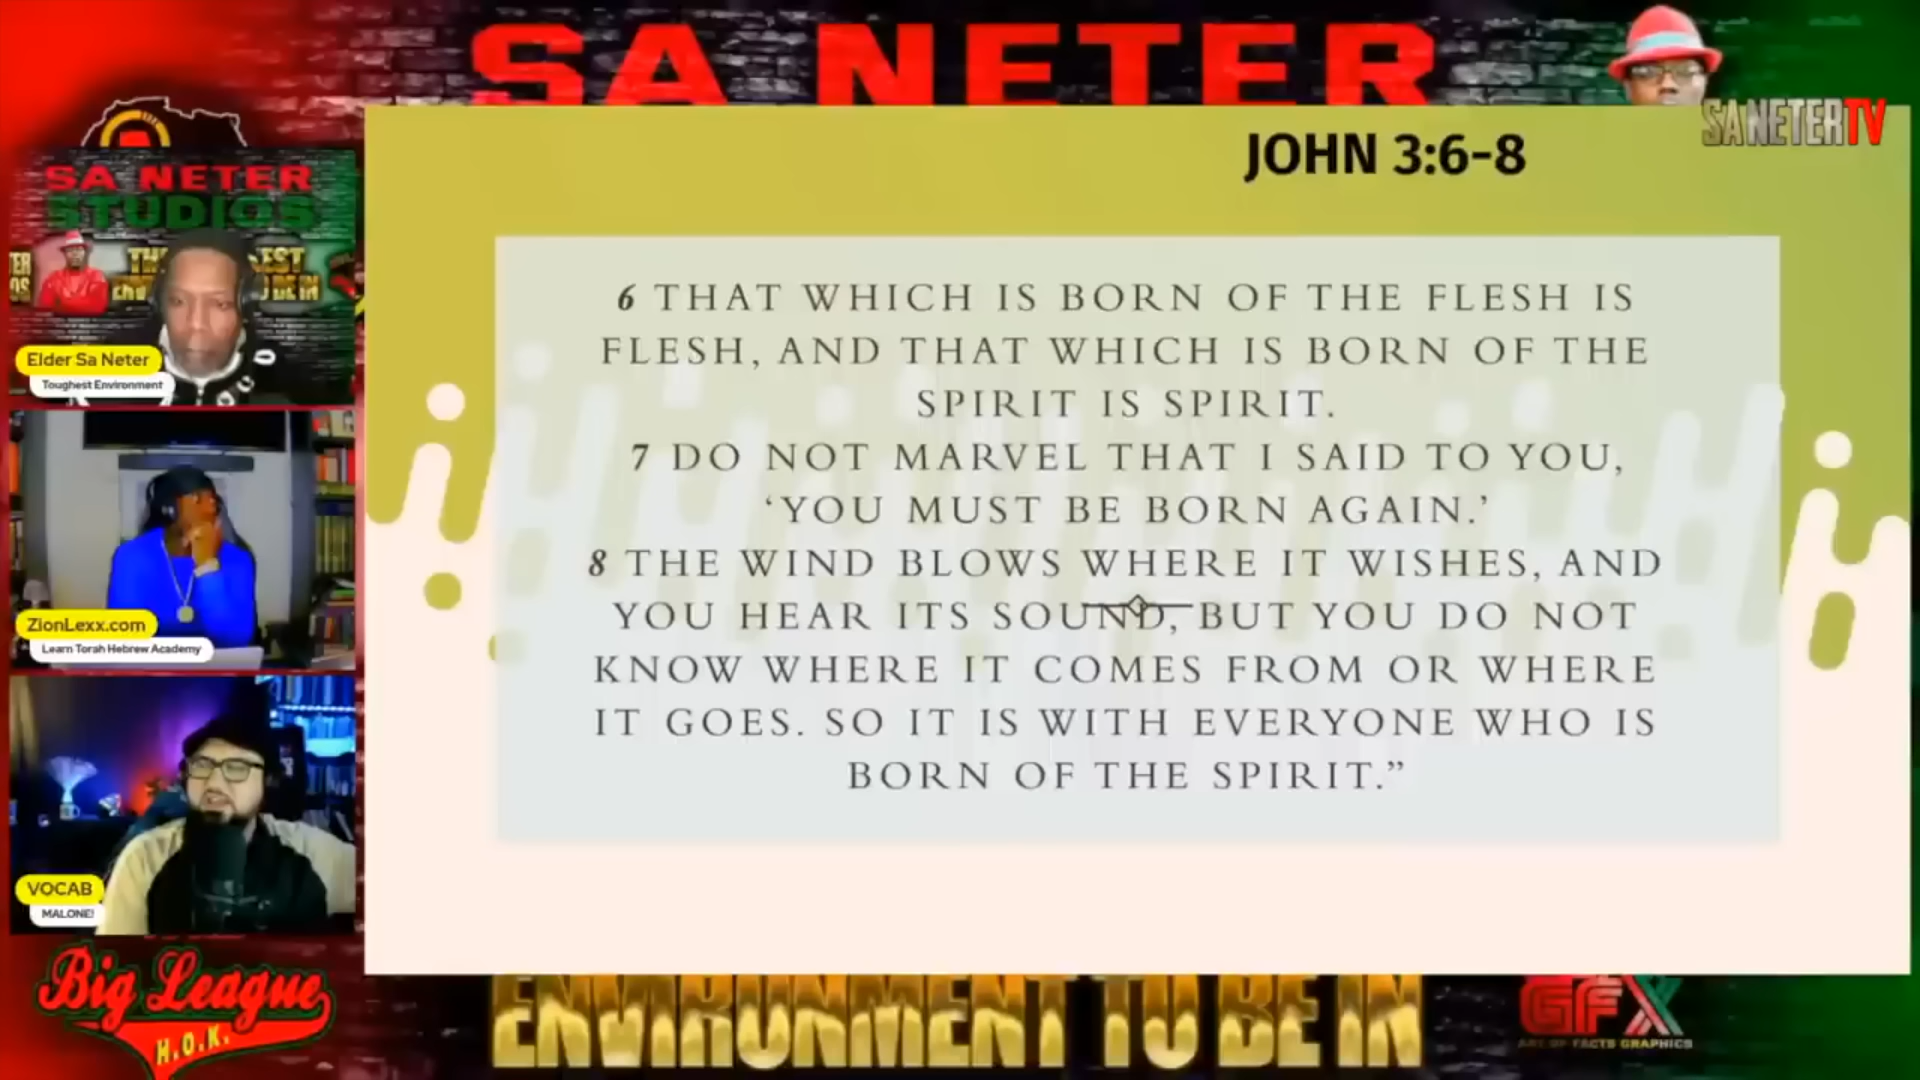 SA NETER
SANETERTV
JOHN 3:6-8
SA NETER
STUDIOS
Elder Sa Neter
Toughest Environment
ZionLexx.com
Learn Torah Hebrew Academy
VOCAB
MALONE!
6 THAT WHICH IS BORN OF THE FLESH IS
FLESH, AND THAT WHICH IS BORN OF THE
SPIRIT IS SPIRIT.
7 DO NOT MARVEL THAT I SAID TO YOU,
‘YOU MUST BE BORN AGAIN.’
8 THE WIND BLOWS WHERE IT WISHES, AND
YOU HEAR ITS SOUND, BUT YOU DO NOT
KNOW WHERE IT COMES FROM OR WHERE
IT GOES. SO IT IS WITH EVERYONE WHO IS
BORN OF THE SPIRIT.”
Big League
H.O.K.
ENVIRONMENT TO BE IN
GFX
ART OF FACTS GRAPHICS